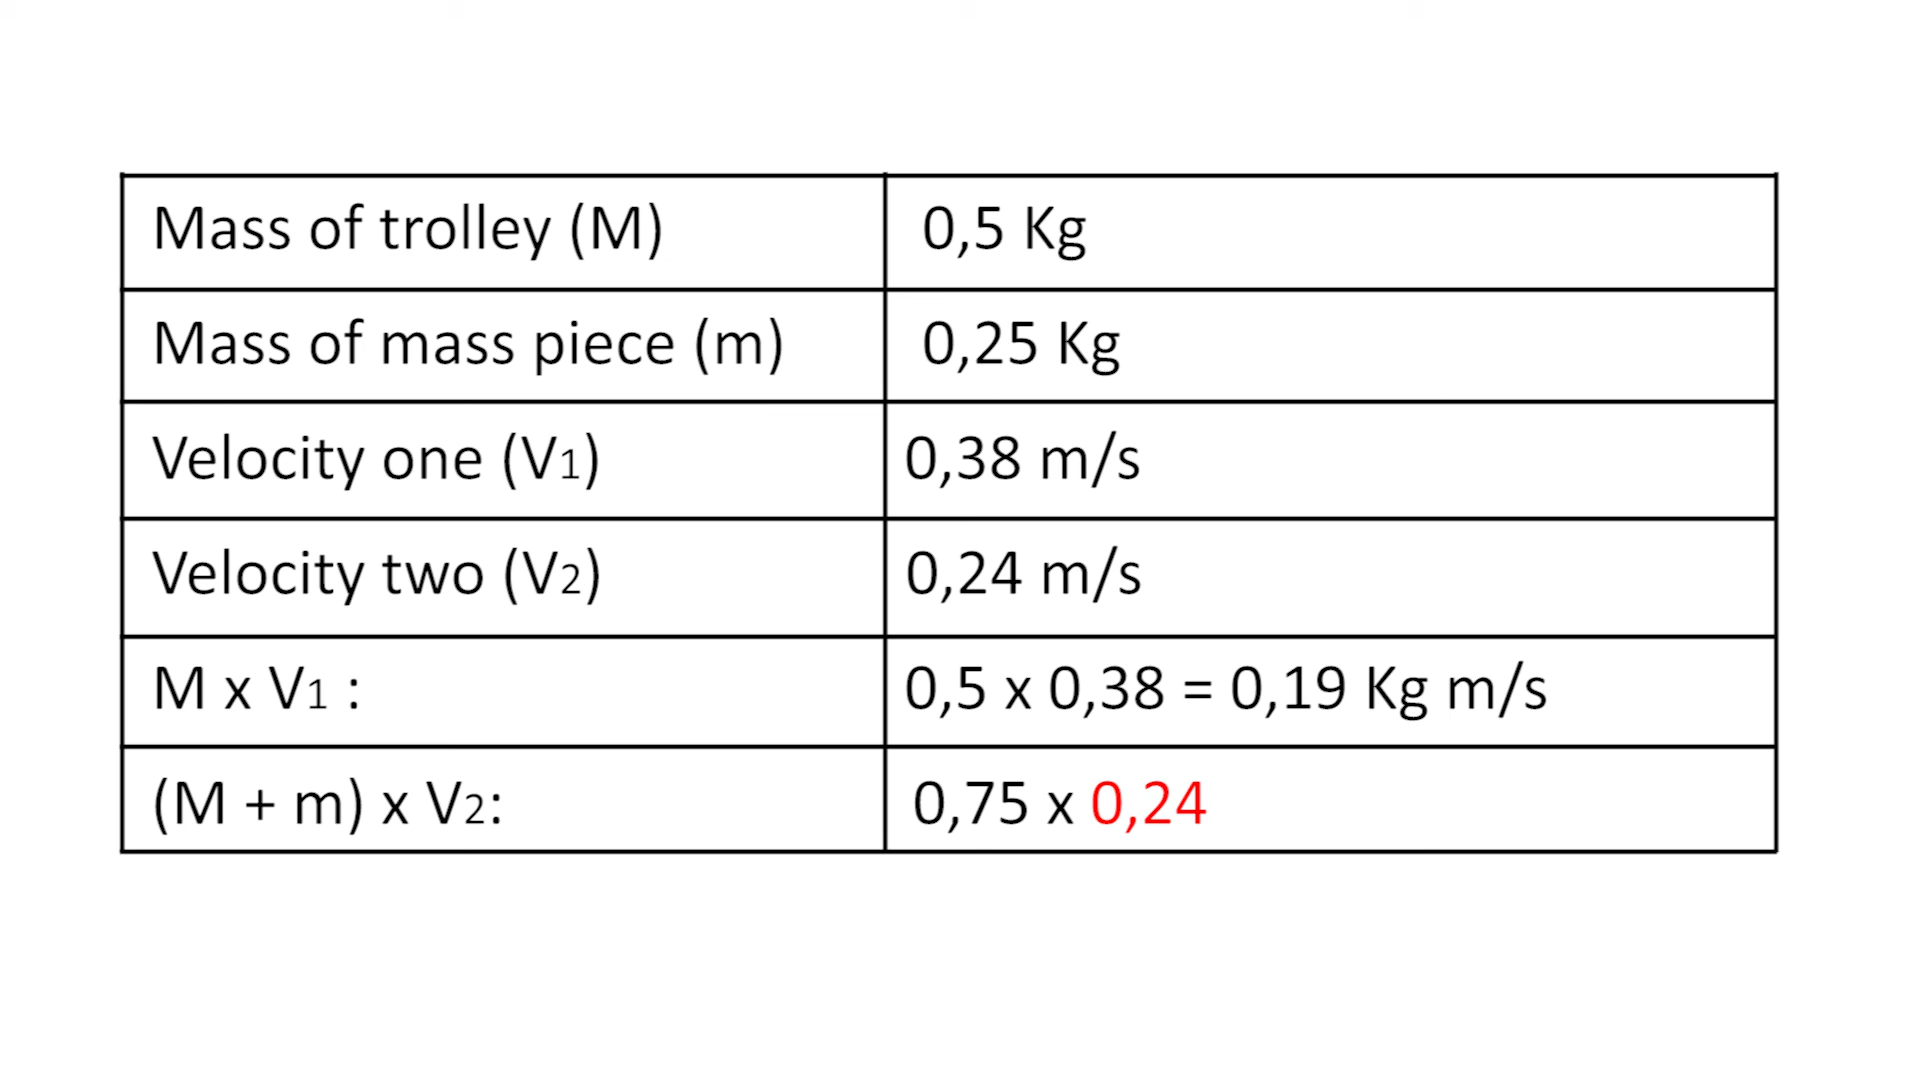 Mass of trolley (M) 0,5 Kg
Mass of mass piece (m) 0,25 Kg
Velocity one (V1) 0,38 m/s
Velocity two (V2) 0,24 m/s
M x V1 : 0,5 x 0,38 = 0,19 Kg m/s
(M + m) x V2: 0,75 x 0,24